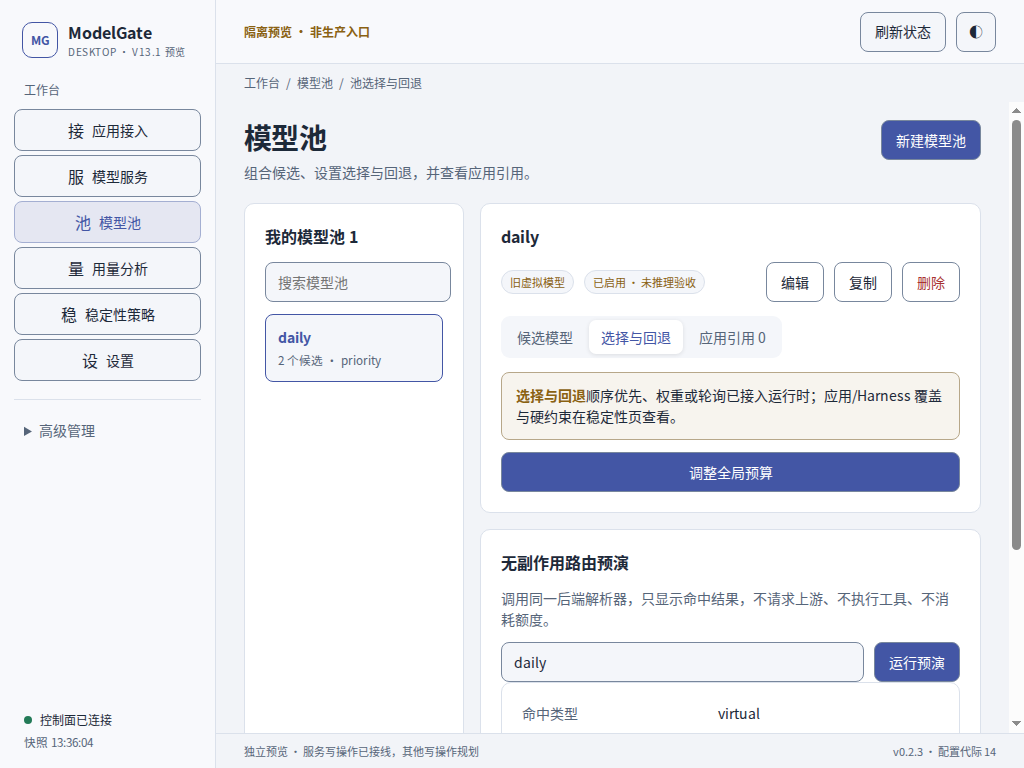 MG
ModelGate
DESKTOP · V13.1 预览
工作台
接 应用接入
服 模型服务
池 模型池
量 用量分析
稳 稳定性策略
设 设置
高级管理
控制面已连接
快照 13:36:04
隔离预览 · 非生产入口
刷新状态
工作台 / 模型池 / 池选择与回退
模型池
组合候选、设置选择与回退，并查看应用引用。
新建模型池
我的模型池 1
搜索模型池
daily
2 个候选 · priority
daily
旧虚拟模型
已启用 · 未推理验收
编辑
复制
删除
候选模型
选择与回退
应用引用 0
选择与回退顺序优先、权重或轮询已接入运行时；应用/Harness 覆盖
与硬约束在稳定性页查看。
调整全局预算
无副作用路由预演
调用同一后端解析器，只显示命中结果，不请求上游、不执行工具、不消
耗额度。
daily
运行预演
命中类型
virtual
独立预览 · 服务写操作已接线，其他写操作规划
v0.2.3 · 配置代际 14